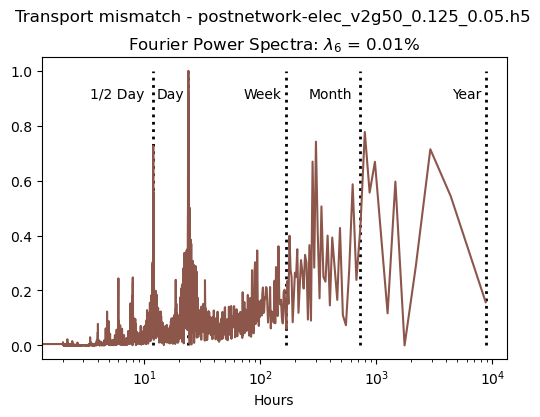 Transport mismatch - postnetwork-elec_v2g50_0.125_0.05.h5
Fourier Power Spectra: λ₆ = 0.01%
1/2 Day Day Week Month Year
1.0
0.8
0.6
0.4
0.2
0.0
10¹ 10² 10³ 10⁴
Hours